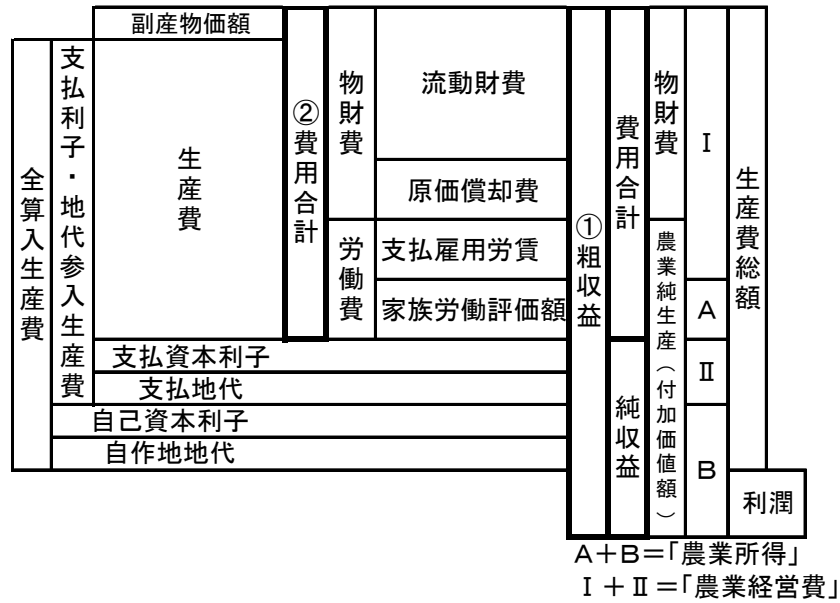 副産物価額
全算入生産費
支払利子・地代参入生産費
生産費
②費用合計
物財費
流動財費
原価償却費
労働費
支払雇用労賃
家族労働評価額
支払資本利子
支払地代
自己資本利子
自作地地代
①粗収益
費用合計
純収益
物財費
農業純生産（付加価値額）
Ⅰ
A
Ⅱ
B
生産費総額
利潤
A＋B＝「農業所得」
Ⅰ＋Ⅱ＝「農業経営費」